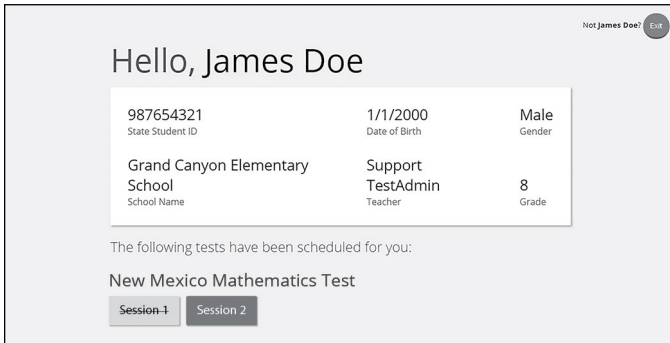 Not James Doe? Exit
Hello, James Doe
987654321 1/1/2000 Male
State Student ID Date of Birth Gender
Grand Canyon Elementary Support
School TestAdmin 8
School Name Teacher Grade
The following tests have been scheduled for you:
New Mexico Mathematics Test
Session 1 Session 2